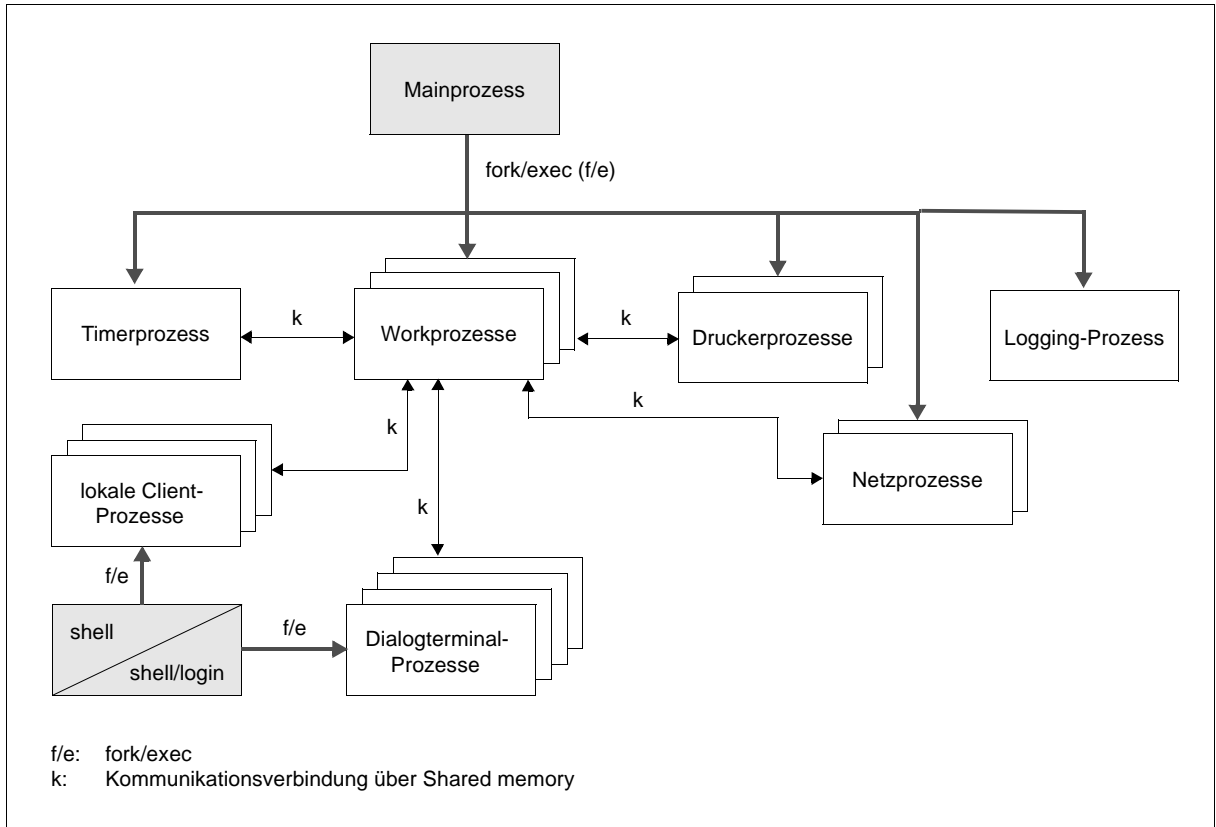 Mainprozess
fork/exec (f/e)
Timerprozess
k
Workprozesse
k
Druckerprozesse
Logging-Prozess
k
k
lokale Client-
Prozesse
Netzprozesse
k
f/e
shell
shell/login
f/e
Dialogterminal-
Prozesse
f/e: fork/exec
k: Kommunikationsverbindung über Shared memory